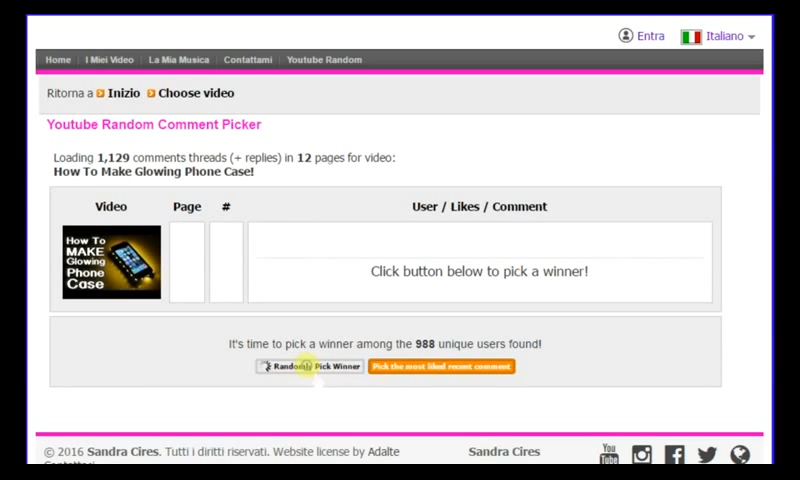 Entra Italiano
Home I Miei Video La Mia Musica Contattami Youtube Random
Ritorna a Inizio Choose video
Youtube Random Comment Picker
Loading 1,129 comments threads (+ replies) in 12 pages for video:
How To Make Glowing Phone Case!
Video Page # User / Likes / Comment
How To
MAKE
Glowing
Phone
Case
Click button below to pick a winner!
It's time to pick a winner among the 988 unique users found!
Randomly Pick Winner Pick the most liked recent comment
© 2016 Sandra Cires. Tutti i diritti riservati. Website license by Adalte
Sandra Cires
You
Tube